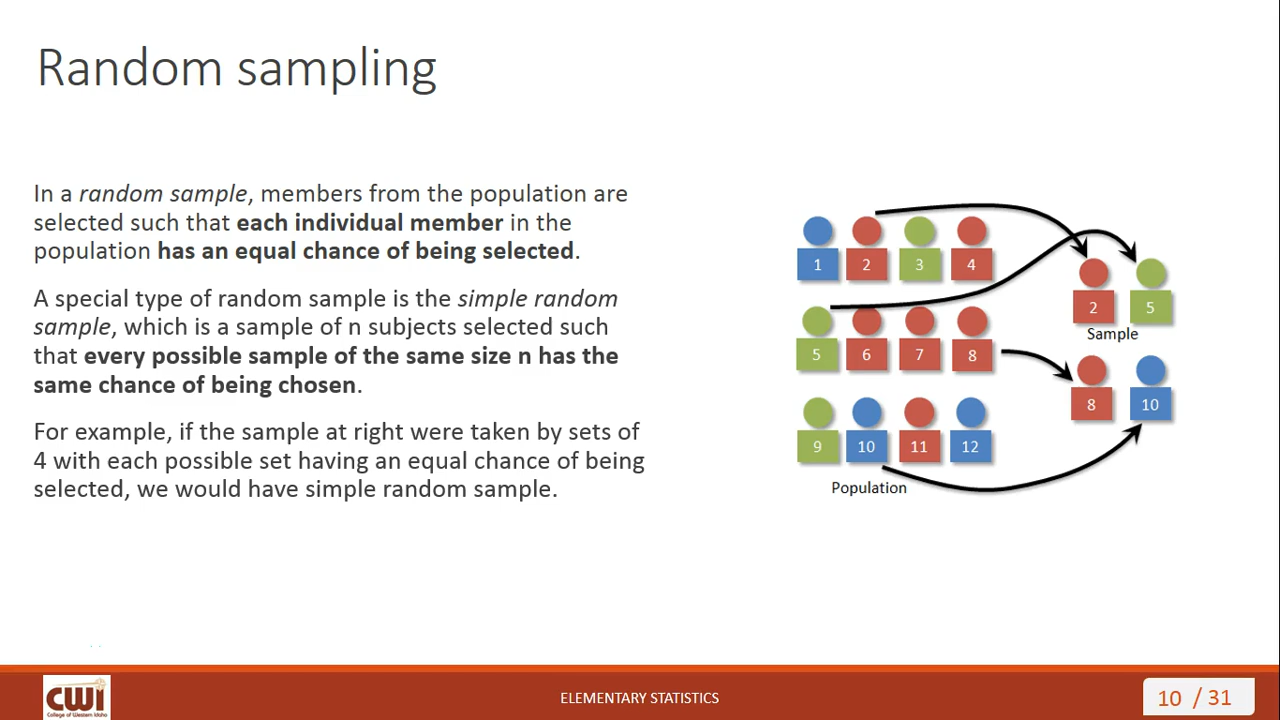 Random sampling
In a random sample, members from the population are
selected such that each individual member in the
population has an equal chance of being selected.
A special type of random sample is the simple random
sample, which is a sample of n subjects selected such
that every possible sample of the same size n has the
same chance of being chosen.
For example, if the sample at right were taken by sets of
4 with each possible set having an equal chance of being
selected, we would have simple random sample.
1 2 3 4
5 6 7 8
9 10 11 12
Population
2 5
Sample
8 10
CWI
College of Western Idaho
ELEMENTARY STATISTICS
10 / 31